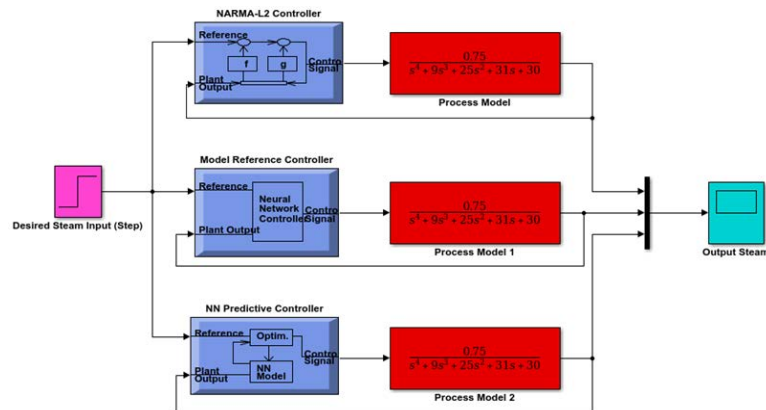 NARMA-L2 Controller
Reference
f
g
Contro
Signal
Plant
Output
0.75
s⁴ + 9s³ + 25s² + 31s + 30
Process Model
Desired Steam Input (Step)
Model Reference Controller
Reference
Neural
Network
Controller
Contro
Signal
Plant Output
0.75
s⁴ + 9s³ + 25s² + 31s + 30
Process Model 1
Output Steam
NN Predictive Controller
Reference
Optim.
Contro
Signal
Plant
Output
NN
Model
0.75
s⁴ + 9s³ + 25s² + 31s + 30
Process Model 2